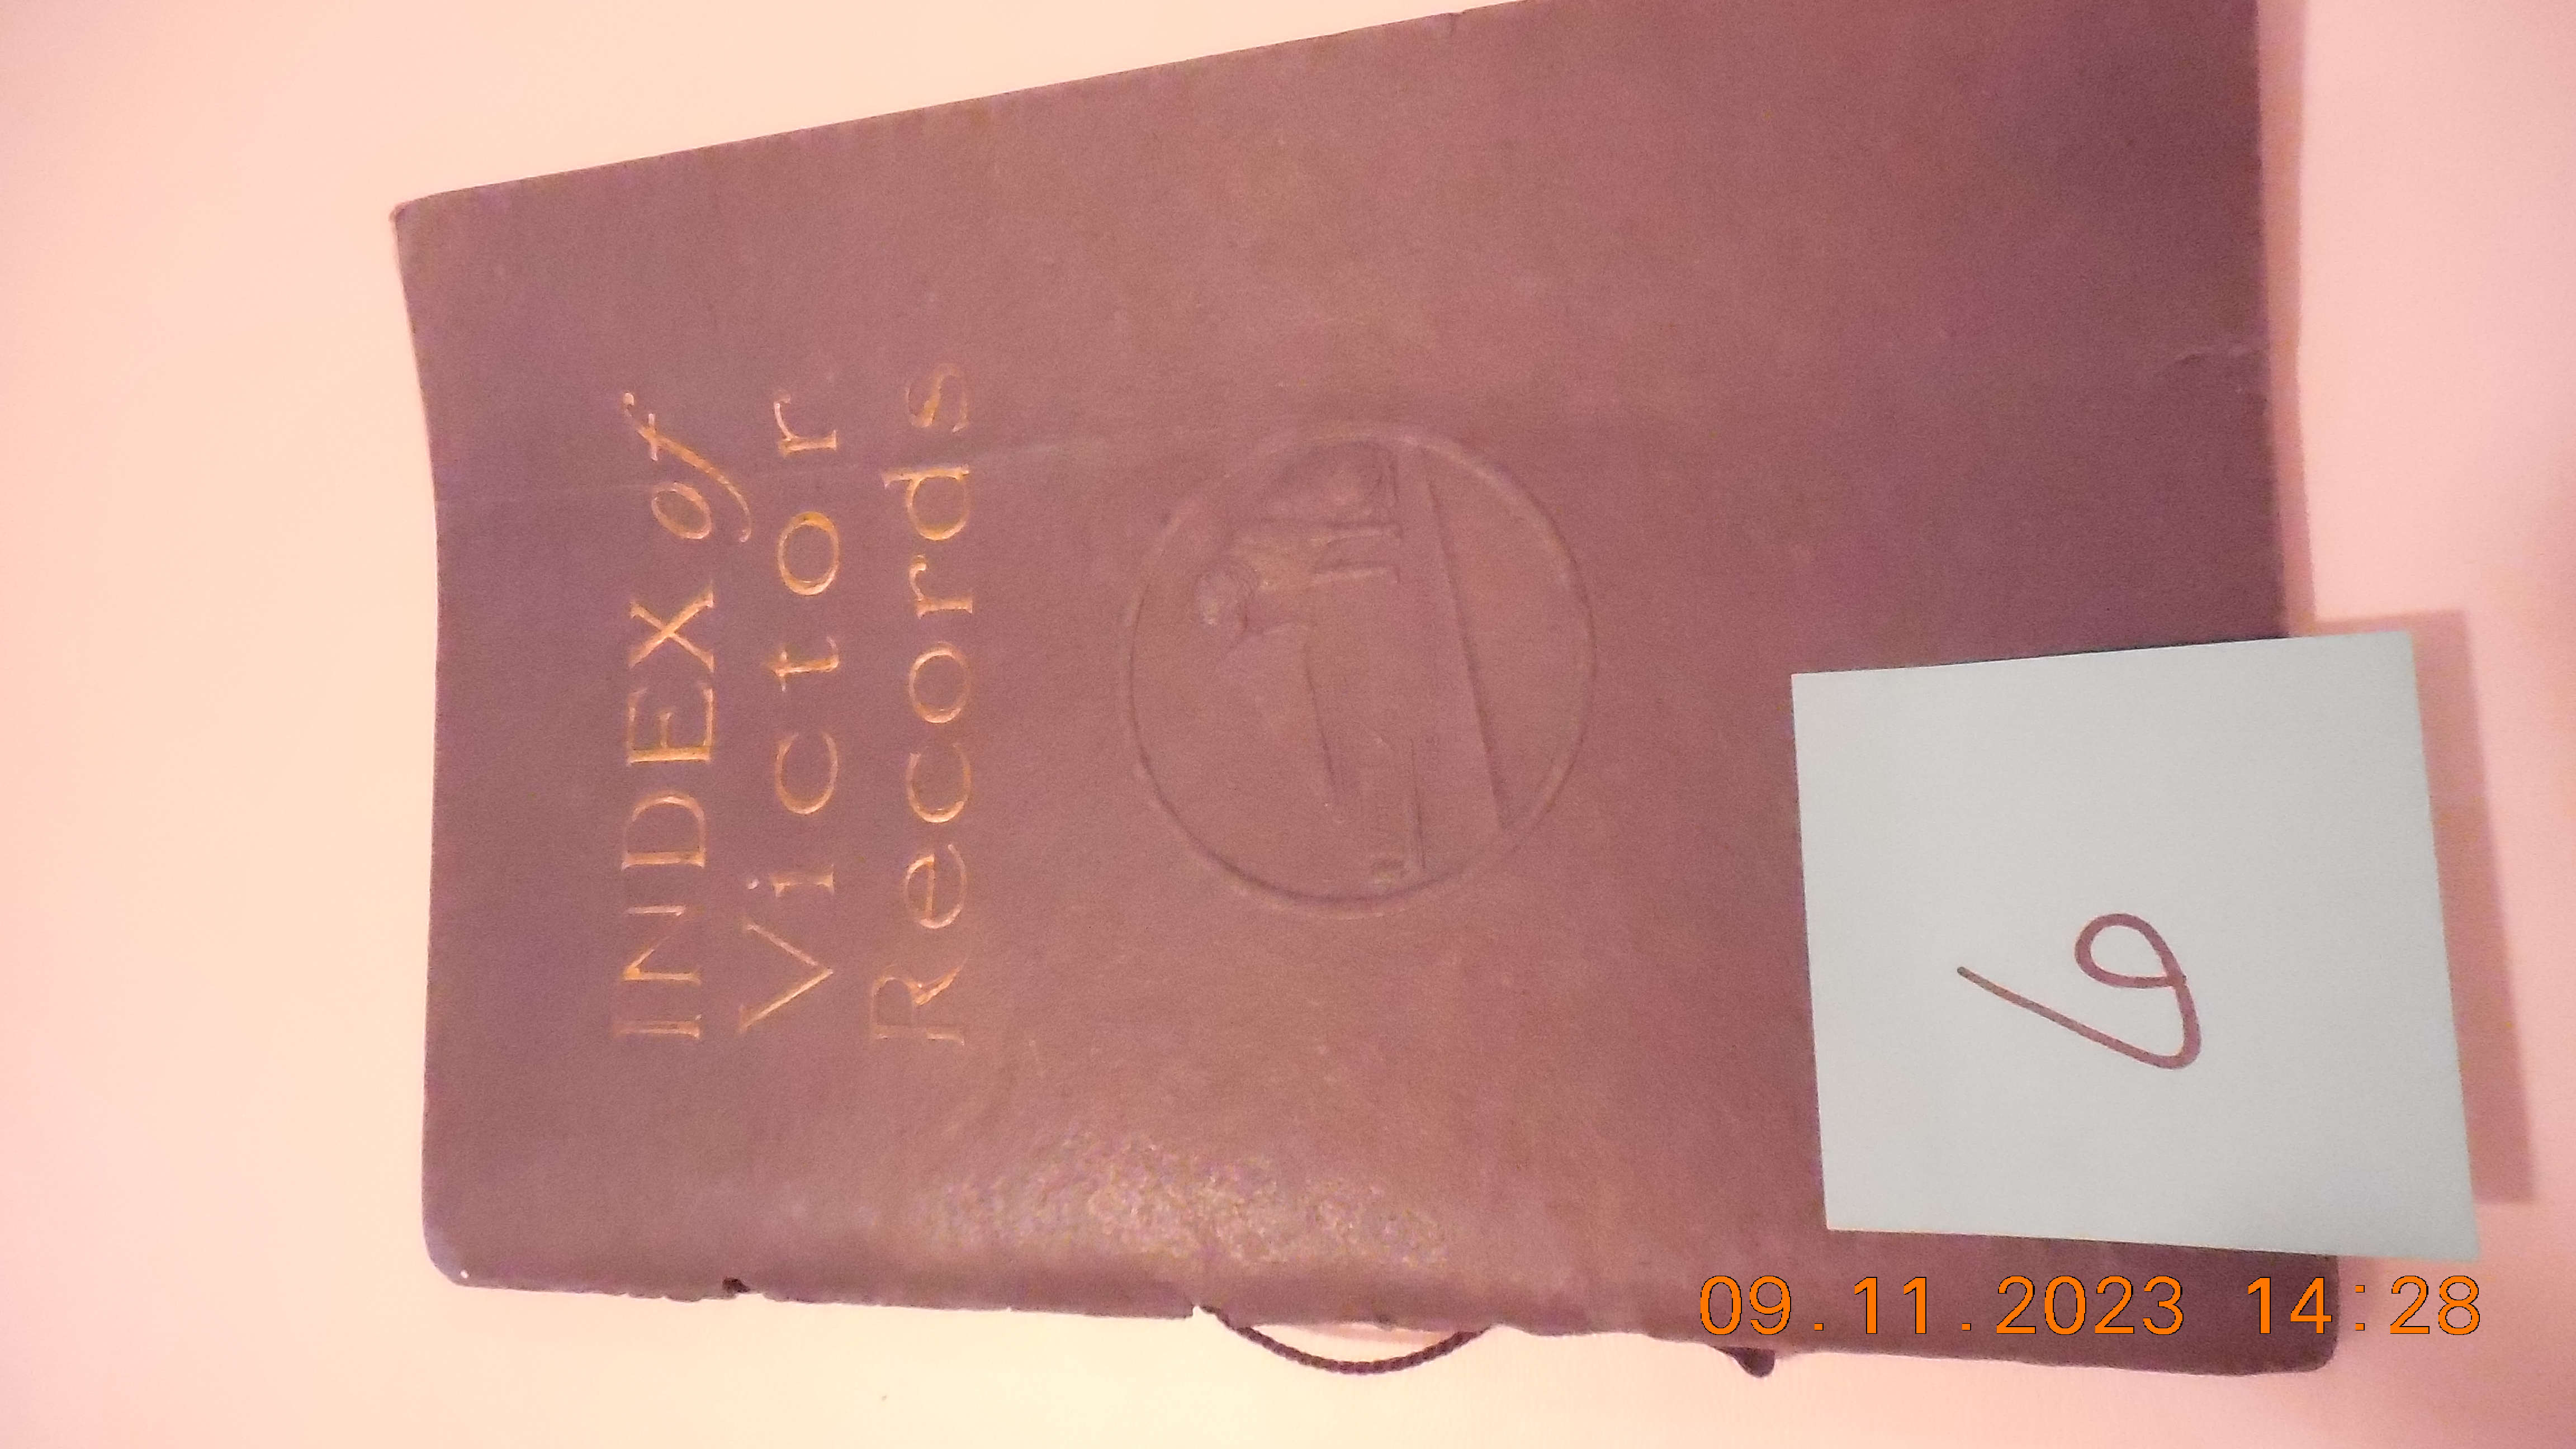 INDEX of
Victor
Records
6
09.11.2023 14:28